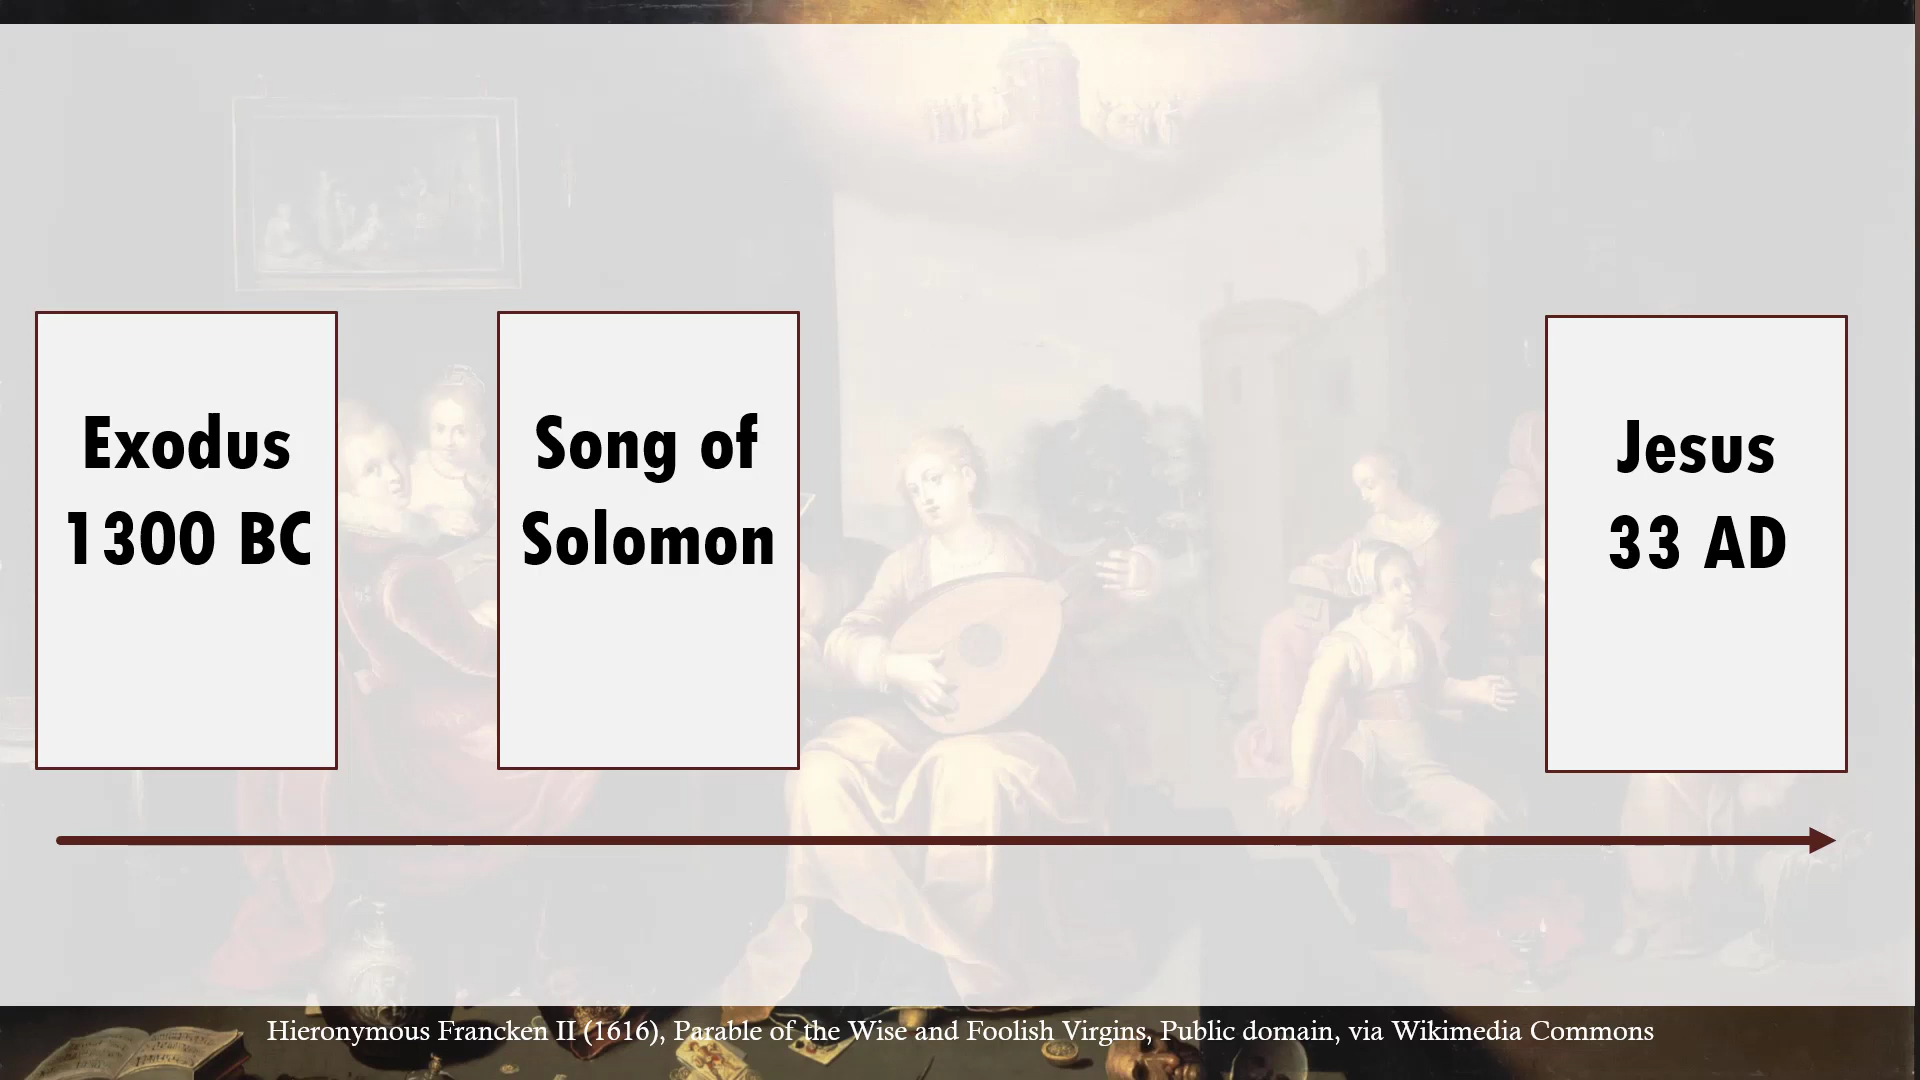 Exodus
1300 BC
Song of
Solomon
Jesus
33 AD
Hieronymous Francken II (1616), Parable of the Wise and Foolish Virgins, Public domain, via Wikimedia Commons